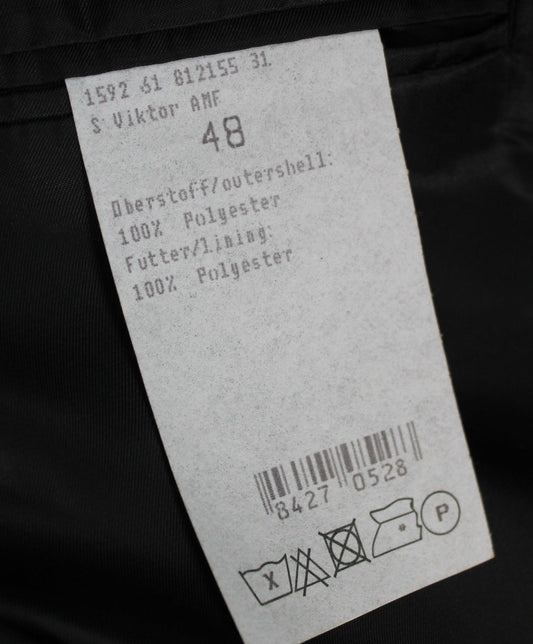 1592 61 812155 31
S Viktor AMF
48
Oberstoff/outershell:
100% Polyester
Futter/lining:
100% Polyester
8427 0528
P